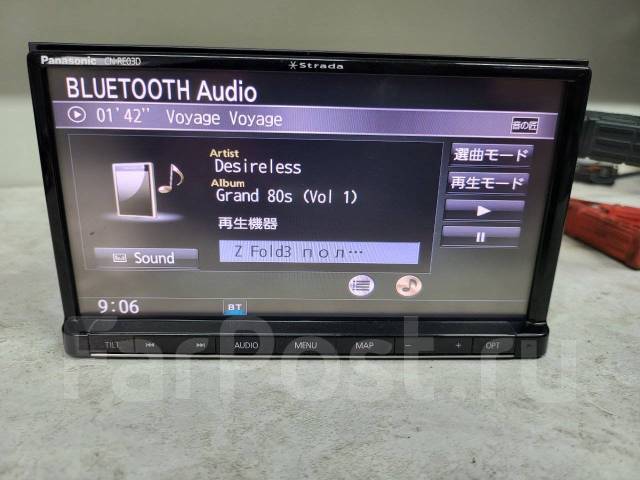 Panasonic CN-RE03D
Strada
BLUETOOTH Audio
01'42" Voyage Voyage
音の匠
Artist
Desireless
Album
Grand 80s (Vol 1)
再生機器
Z Fold3 пол…
選曲モード
再生モード
Sound
9:06
BT
TILT AUDIO MENU MAP − + OPT
FarPost.ru